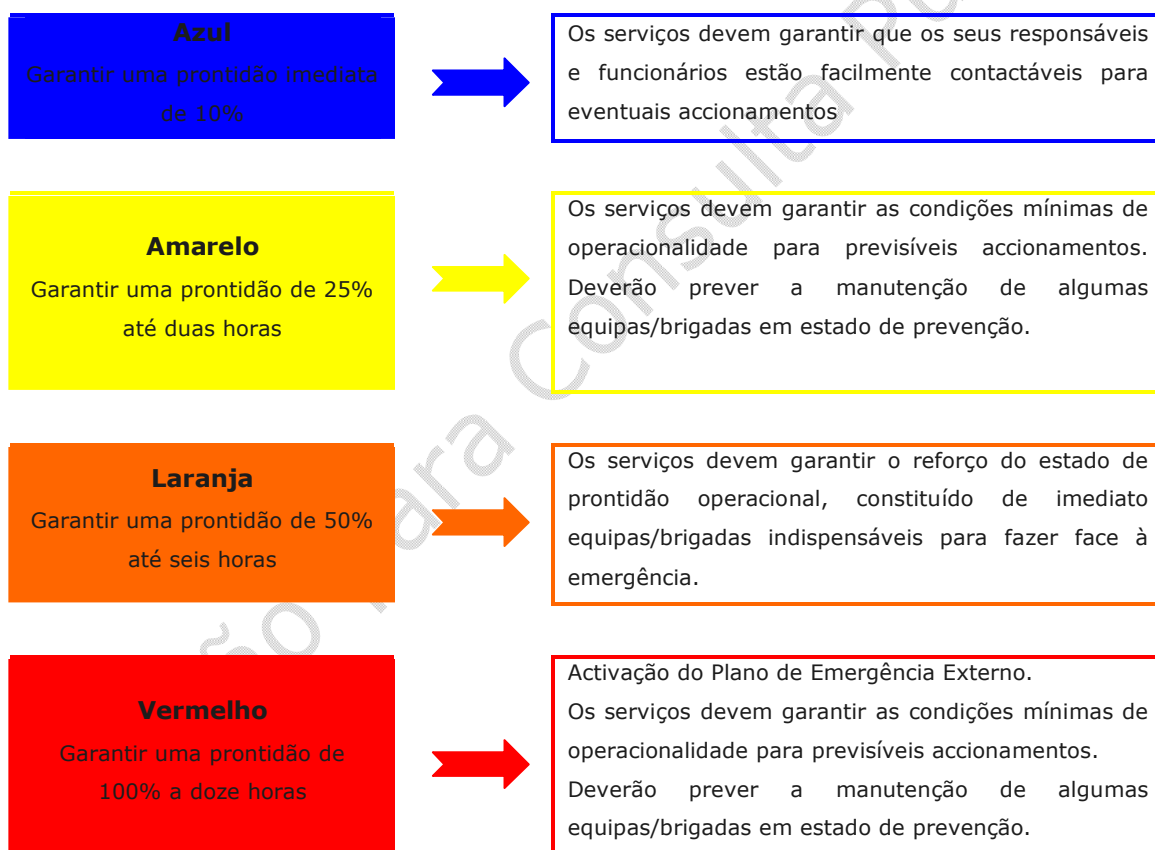 Azul
Garantir uma prontidão imediata
de 10%
Os serviços devem garantir que os seus responsáveis
e funcionários estão facilmente contactáveis para
eventuais accionamentos
Amarelo
Garantir uma prontidão de 25%
até duas horas
Os serviços devem garantir as condições mínimas de
operacionalidade para previsíveis accionamentos.
Deverão prever a manutenção de algumas
equipas/brigadas em estado de prevenção.
Laranja
Garantir uma prontidão de 50%
até seis horas
Os serviços devem garantir o reforço do estado de
prontidão operacional, constituído de imediato
equipas/brigadas indispensáveis para fazer face à
emergência.
Vermelho
Garantir uma prontidão de
100% a doze horas
Activação do Plano de Emergência Externo.
Os serviços devem garantir as condições mínimas de
operacionalidade para previsíveis accionamentos.
Deverão prever a manutenção de algumas
equipas/brigadas em estado de prevenção.
ão para Consulta Pú